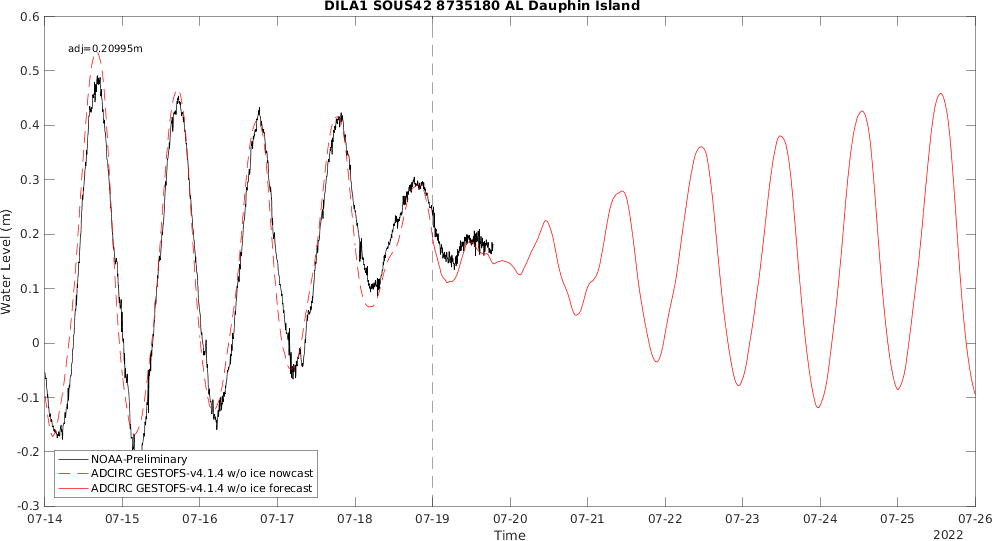 DILA1 SOUS42 8735180 AL Dauphin Island
adj=0.20995m
0.6
0.5
0.4
0.3
0.2
0.1
0
-0.1
-0.2
-0.3
Water Level (m)
NOAA-Preliminary
ADCIRC GESTOFS-v4.1.4 w/o ice nowcast
ADCIRC GESTOFS-v4.1.4 w/o ice forecast
07-14 07-15 07-16 07-17 07-18 07-19 07-20 07-21 07-22 07-23 07-24 07-25 07-26
Time
2022